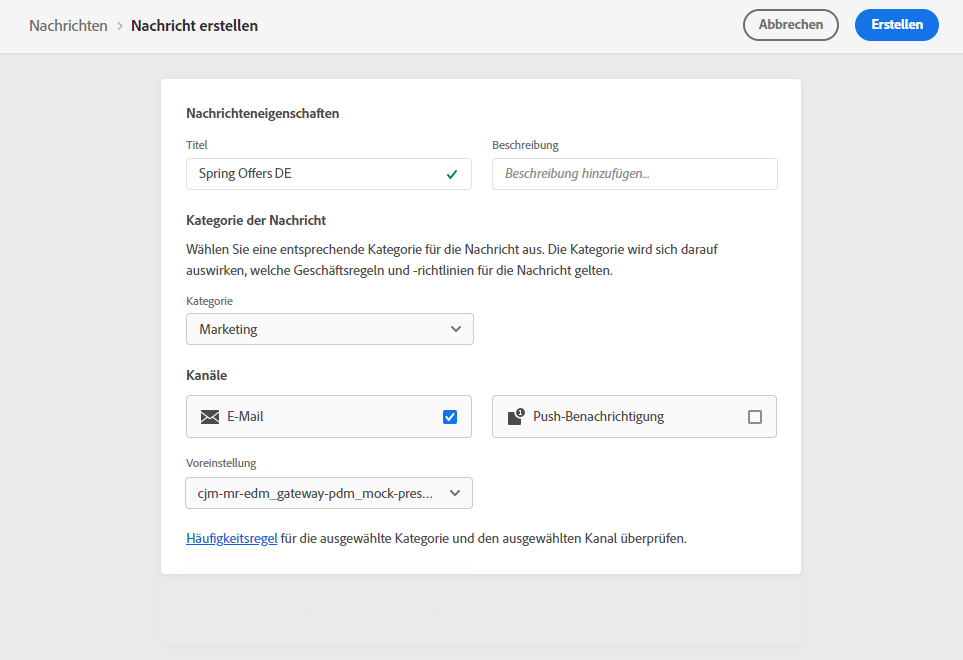 Nachrichten > Nachricht erstellen
Abbrechen
Erstellen
Nachrichteneigenschaften
Titel
Beschreibung
Spring Offers DE
Beschreibung hinzufügen...
Kategorie der Nachricht
Wählen Sie eine entsprechende Kategorie für die Nachricht aus. Die Kategorie wird sich darauf
auswirken, welche Geschäftsregeln und -richtlinien für die Nachricht gelten.
Kategorie
Marketing
Kanäle
E-Mail
1
Push-Benachrichtigung
Voreinstellung
cjm-mr-edm_gateway-pdm_mock-pres...
Häufigkeitsregel für die ausgewählte Kategorie und den ausgewählten Kanal überprüfen.